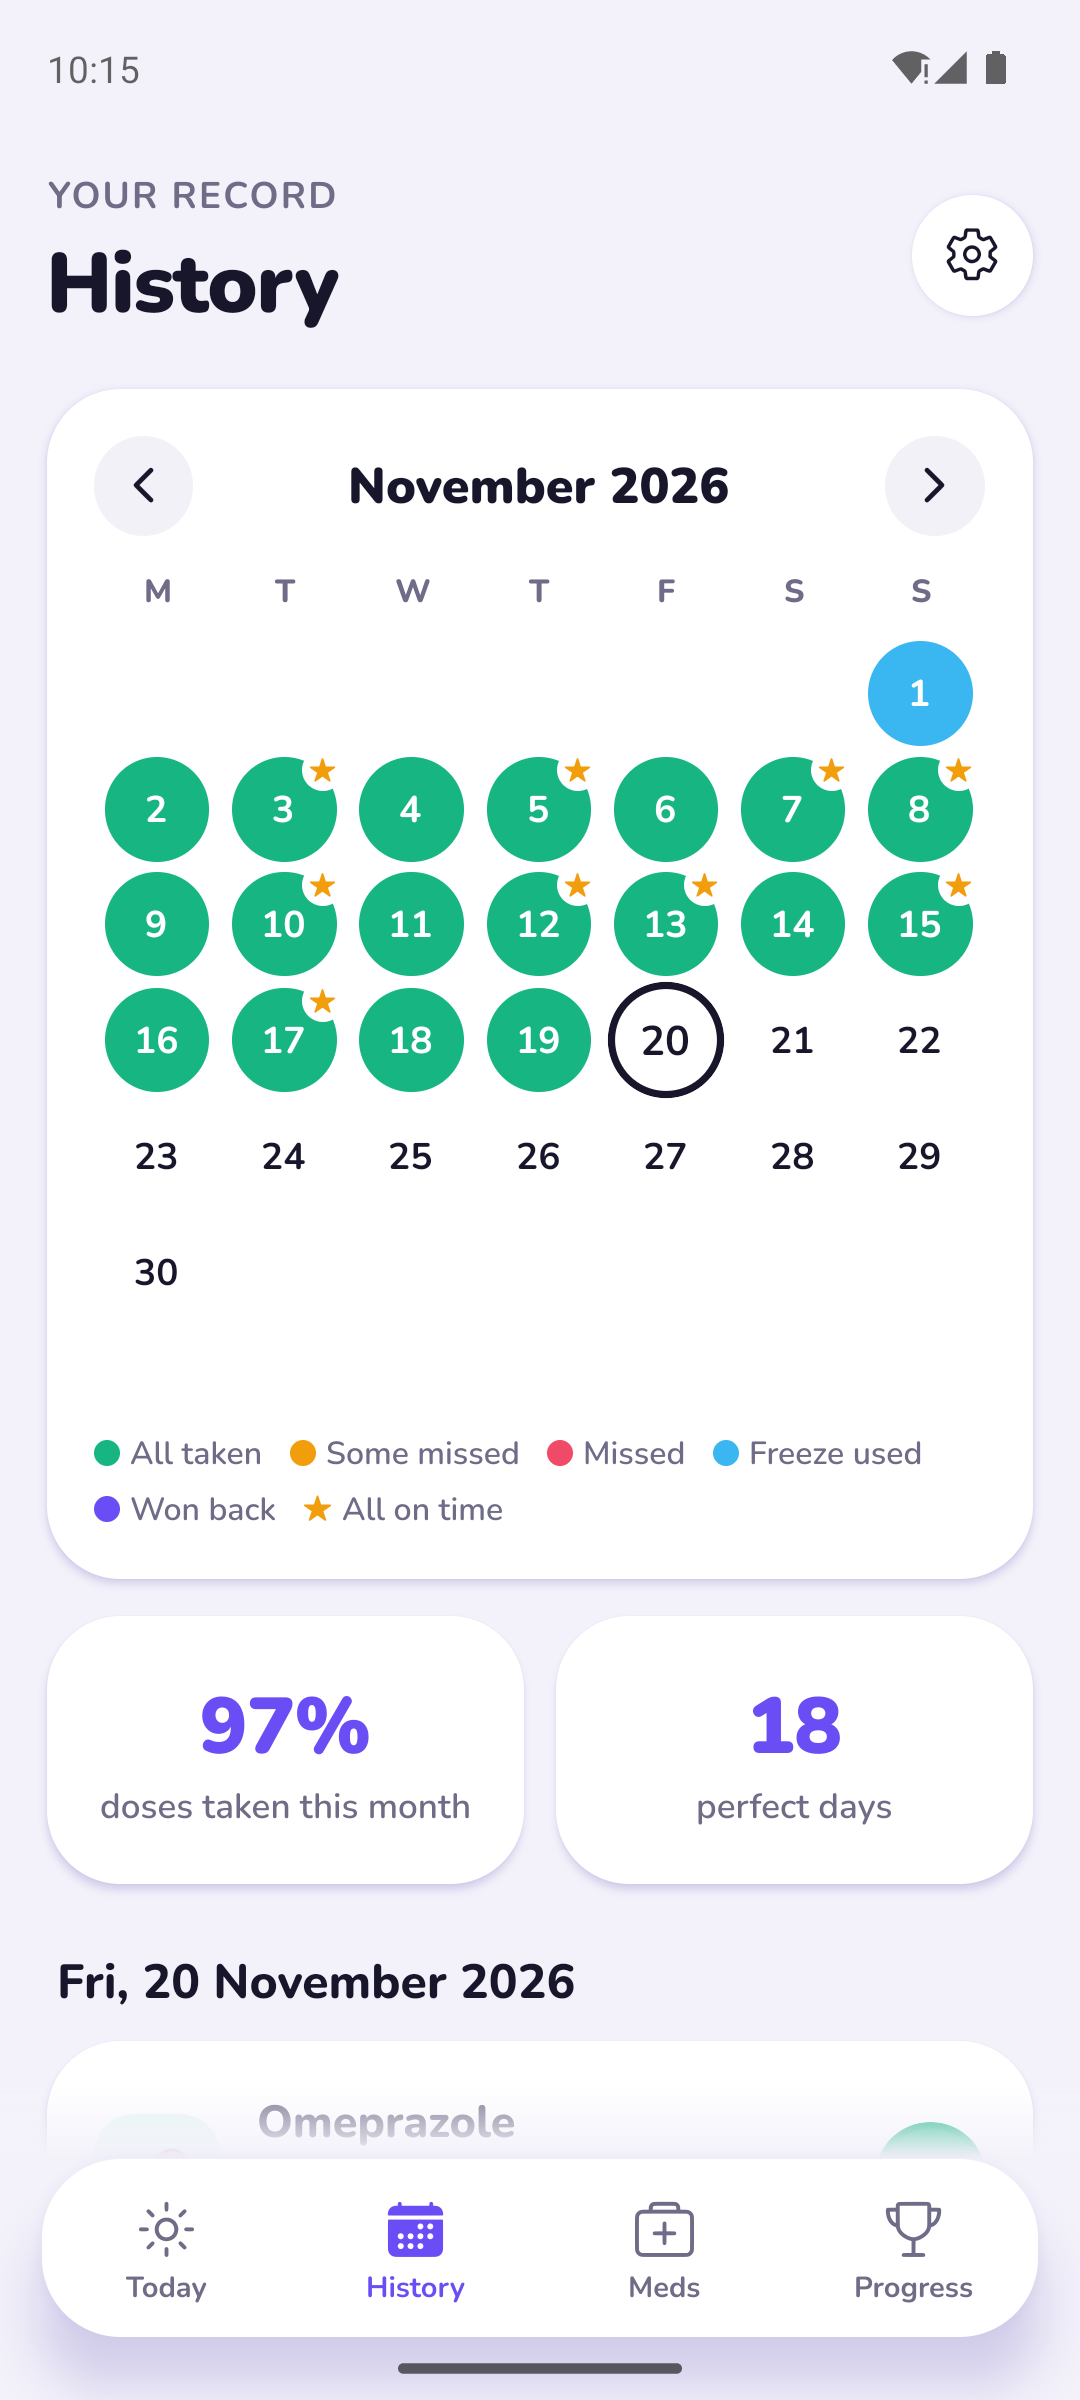 10:15
YOUR RECORD
History
November 2026
M T W T F S S
1
2 3 4 5 6 7 8
9 10 11 12 13 14 15
16 17 18 19 20 21 22
23 24 25 26 27 28 29
30
All taken Some missed Missed Freeze used
Won back All on time
97% 18
doses taken this month perfect days
Fri, 20 November 2026
Omeprazole
Today History Meds Progress